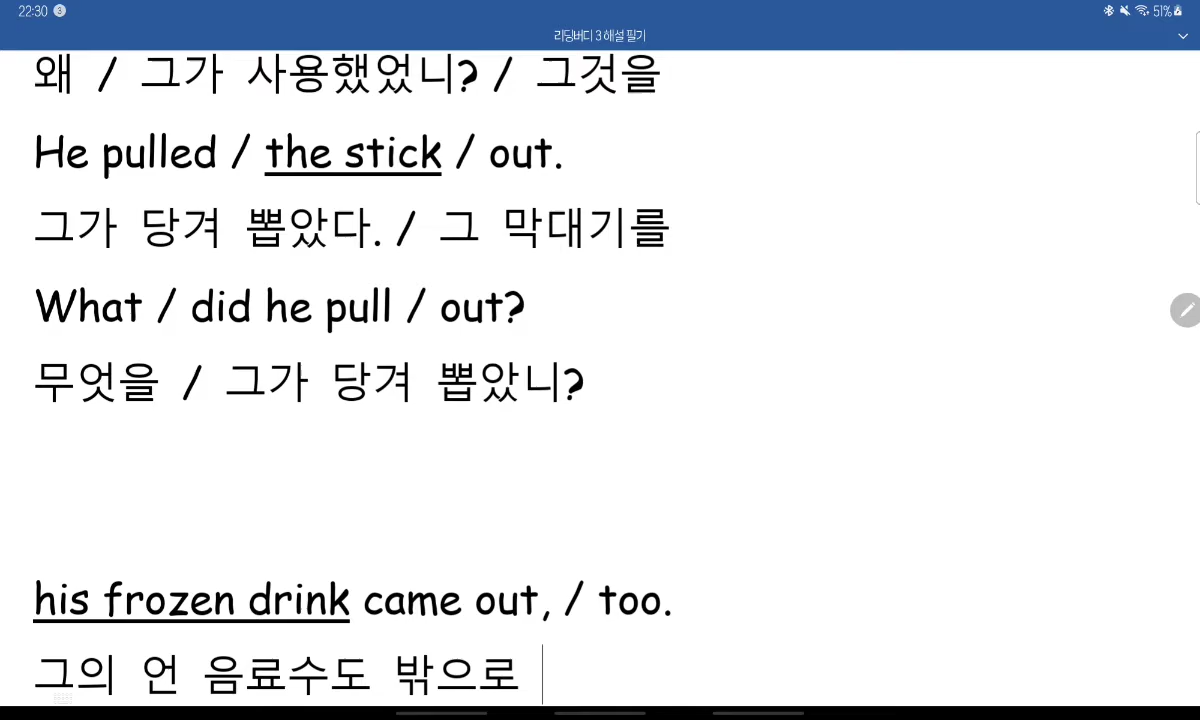 22:30 3 51%
리딩버디 3 해설 필기
왜 / 그가 사용했었니? / 그것을
He pulled / the stick / out.
그가 당겨 뽑았다. / 그 막대기를
What / did he pull / out?
무엇을 / 그가 당겨 뽑았니?
his frozen drink came out, / too.
그의 언 음료수도 밖으로